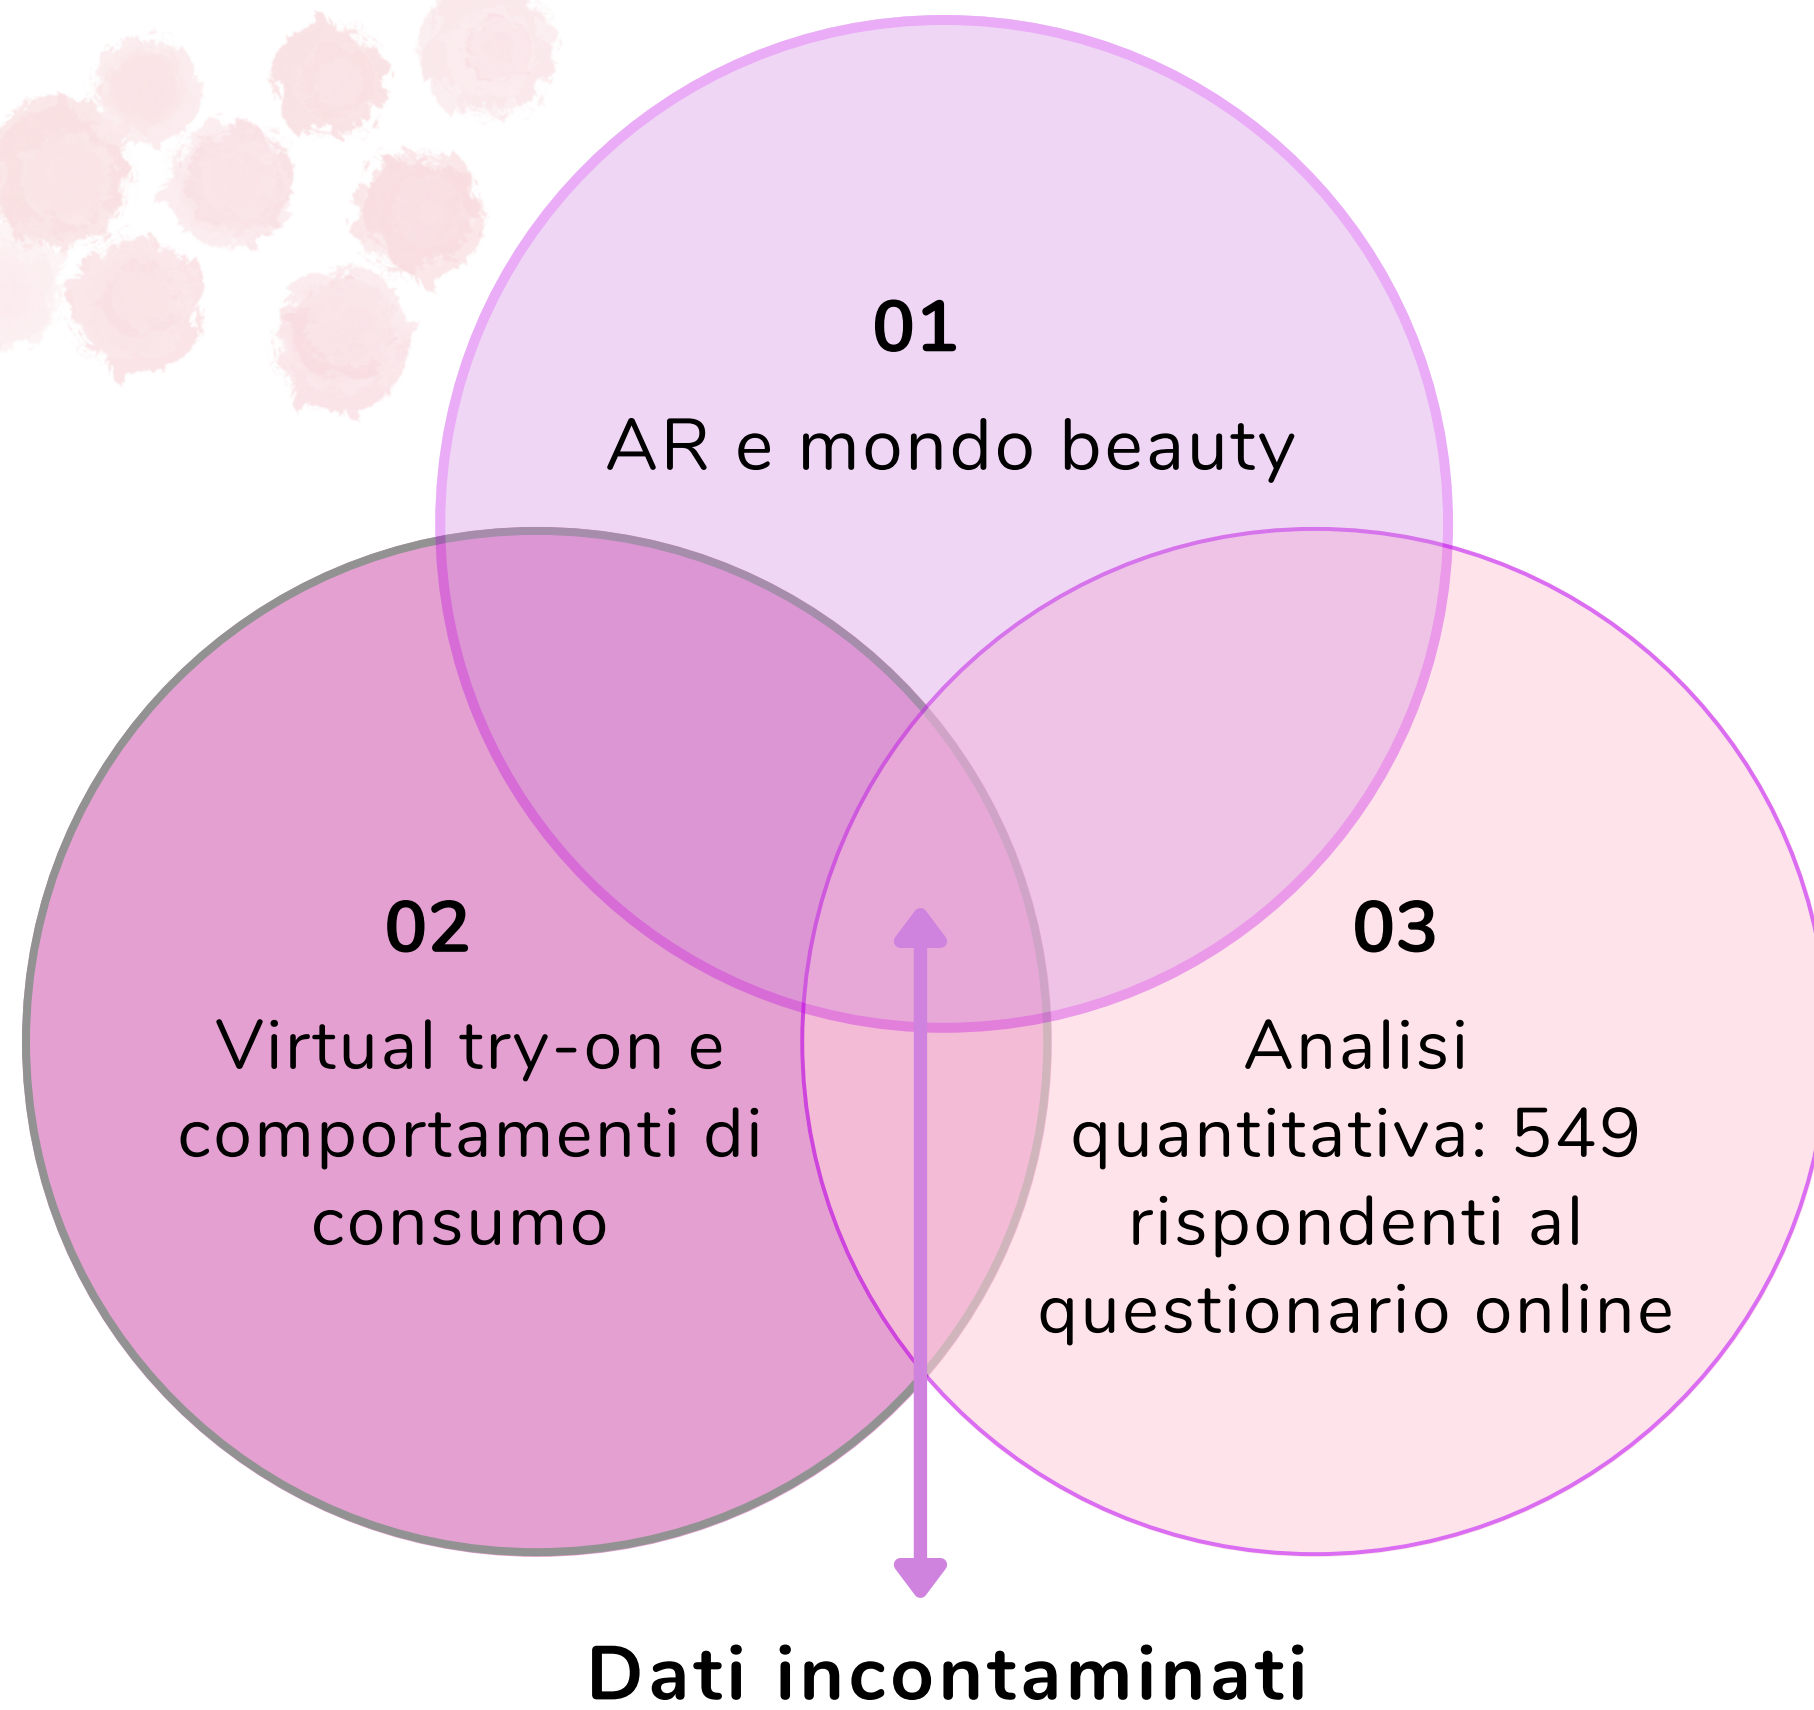 01
AR e mondo beauty
02
Virtual try-on e
comportamenti di
consumo
03
Analisi
quantitativa: 549
rispondenti al
questionario online
Dati incontaminati